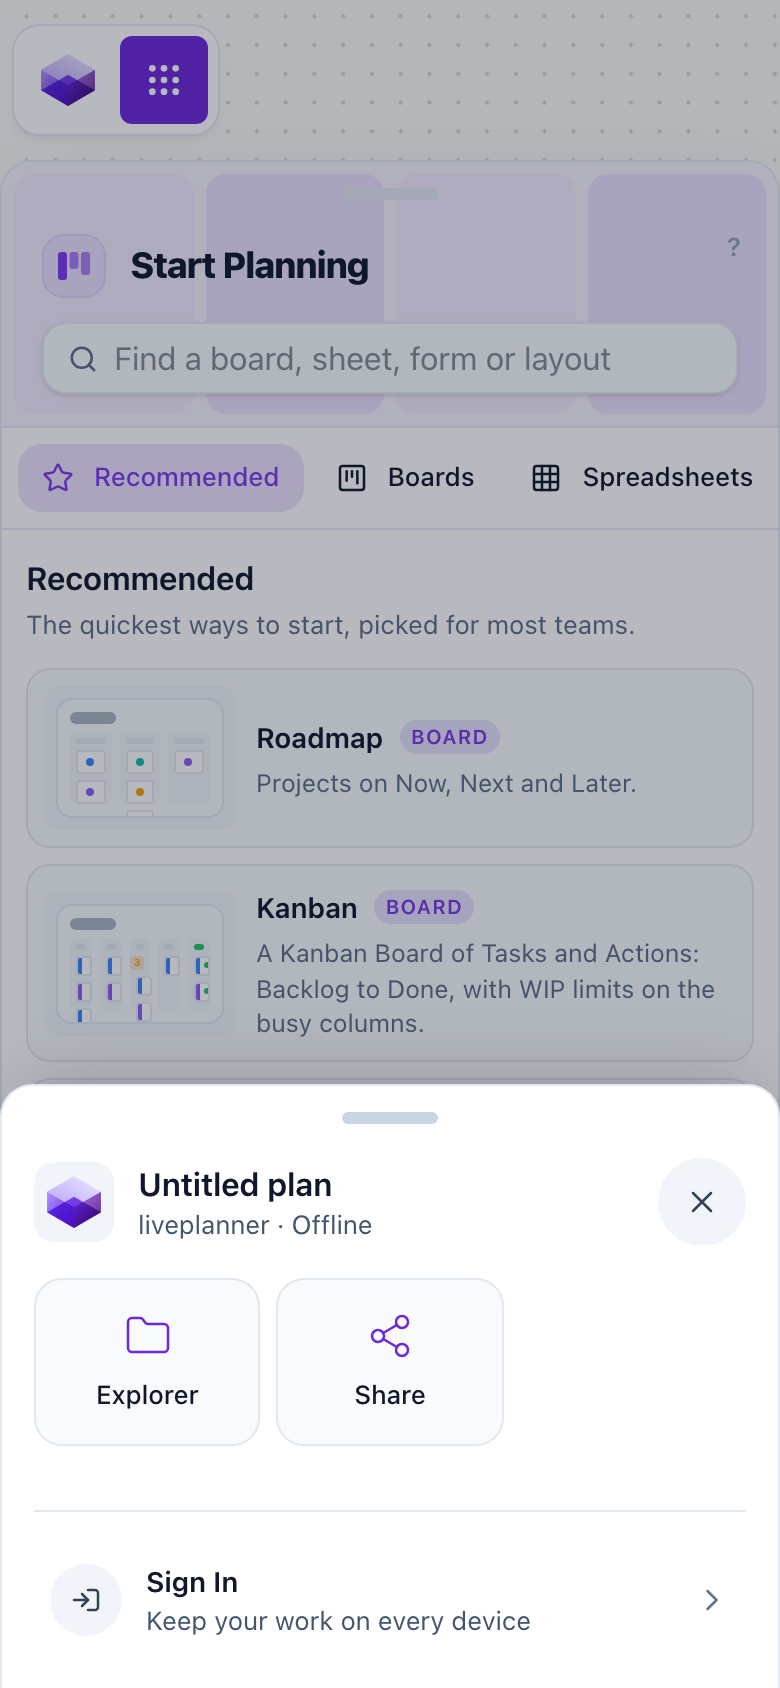 Start Planning
?
Find a board, sheet, form or layout
Recommended
Boards
Spreadsheets
Recommended
The quickest ways to start, picked for most teams.
Roadmap
BOARD
Projects on Now, Next and Later.
Kanban
BOARD
3
A Kanban Board of Tasks and Actions:
Backlog to Done, with WIP limits on the
busy columns.
Untitled plan
liveplanner · Offline
Explorer
Share
Sign In
Keep your work on every device